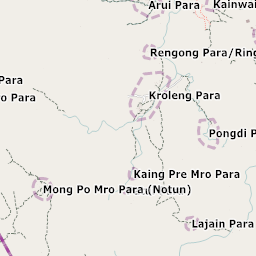 Arui Para
Kainwai
Rengong Para/Ring
Para
Kroleng Para
ro Para
Pongdi P
Kaing Pre Mro Para
Mong Po Mro Para (Notun)
Lajain Para